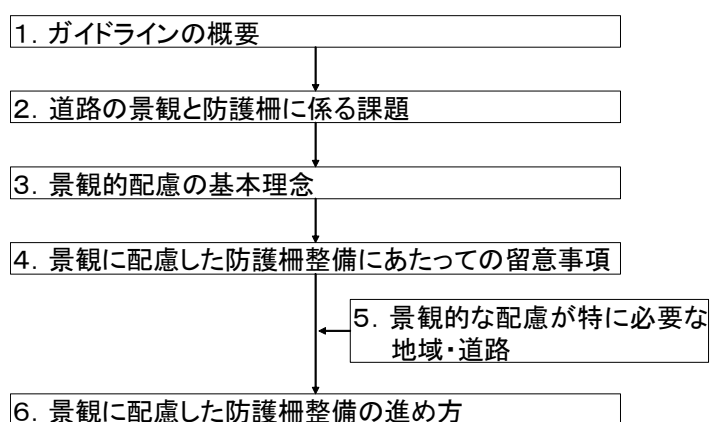 1. ガイドラインの概要
2. 道路の景観と防護柵に係る課題
3. 景観的配慮の基本理念
4. 景観に配慮した防護柵整備にあたっての留意事項
5. 景観的な配慮が特に必要な
地域・道路
6. 景観に配慮した防護柵整備の進め方